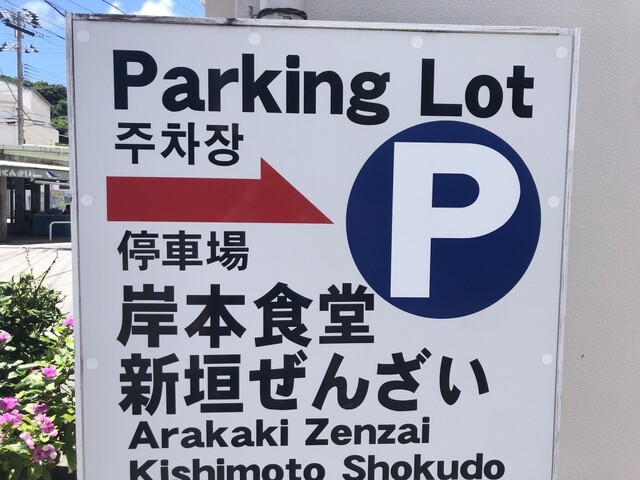 Parking Lot
주차장
P
停車場
岸本食堂
新垣ぜんざい
Arakaki Zenzai
Kishimoto Shokudo